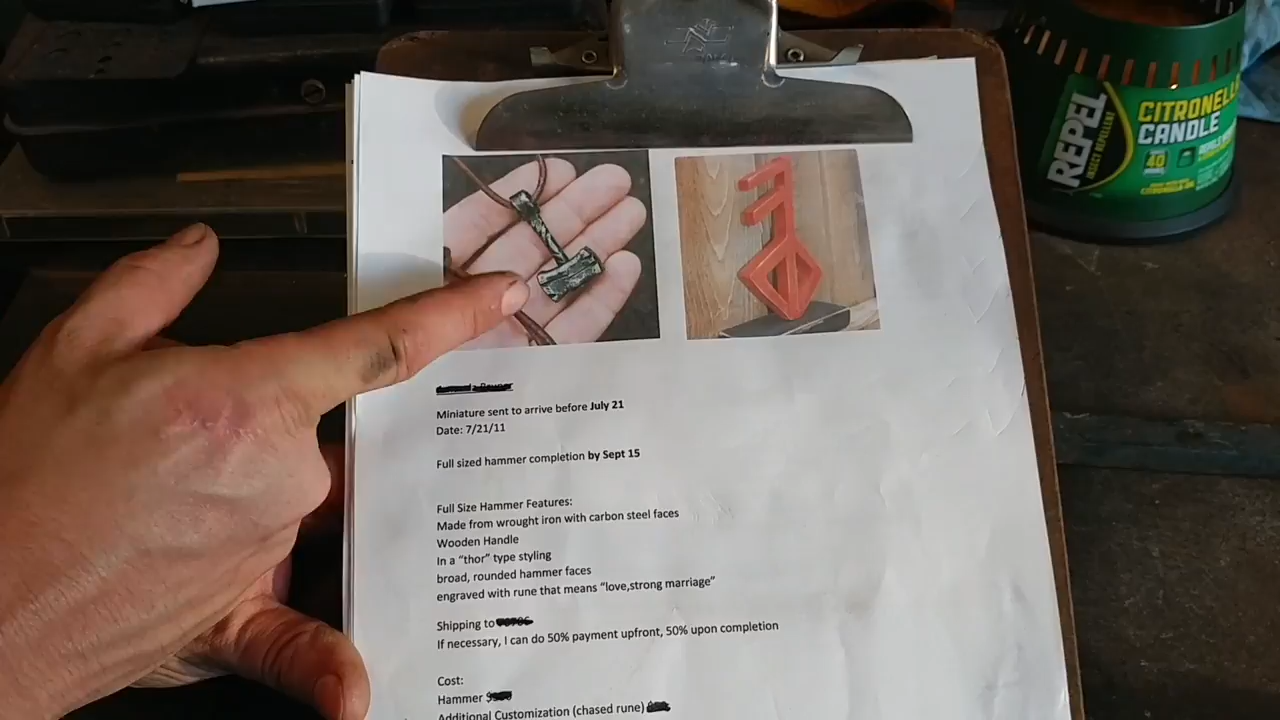 REPEL
INSECT REPELLENT
CITRONELLA
CANDLE
40
Miniature sent to arrive before July 21
Date: 7/21/11
Full sized hammer completion by Sept 15
Full Size Hammer Features:
Made from wrought iron with carbon steel faces
Wooden Handle
In a “thor” type styling
broad, rounded hammer faces
engraved with rune that means “love,strong marriage”
Shipping to
If necessary, I can do 50% payment upfront, 50% upon completion
Cost:
Hammer $
Additional Customization (chased rune)